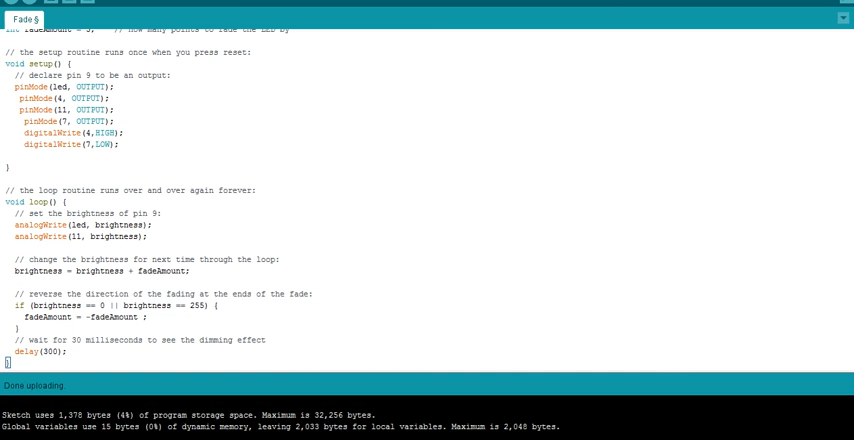 Fade §
int fadeAmount = 5;    // how many points to fade the LED by
// the setup routine runs once when you press reset:
void setup() {
  // declare pin 9 to be an output:
  pinMode(led, OUTPUT);
   pinMode(4, OUTPUT);
   pinMode(11, OUTPUT);
    pinMode(7, OUTPUT);
    digitalWrite(4,HIGH);
    digitalWrite(7,LOW);
}
// the loop routine runs over and over again forever:
void loop() {
  // set the brightness of pin 9:
  analogWrite(led, brightness);
  analogWrite(11, brightness);
  // change the brightness for next time through the loop:
  brightness = brightness + fadeAmount;
  // reverse the direction of the fading at the ends of the fade:
  if (brightness == 0 || brightness == 255) {
    fadeAmount = -fadeAmount ;
  }
  // wait for 30 milliseconds to see the dimming effect
  delay(300);
}
Done uploading.
Sketch uses 1,378 bytes (4%) of program storage space. Maximum is 32,256 bytes.
Global variables use 15 bytes (0%) of dynamic memory, leaving 2,033 bytes for local variables. Maximum is 2,048 bytes.